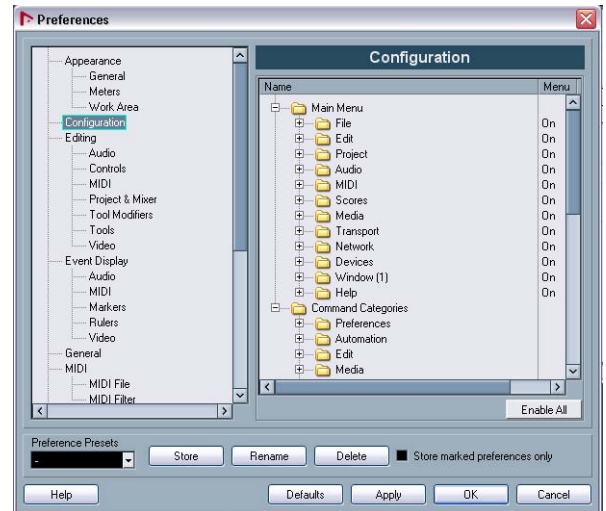 Preferences
Appearance
General
Meters
Work Area
Configuration
Editing
Audio
Controls
MIDI
Project & Mixer
Tool Modifiers
Tools
Video
Event Display
Audio
MIDI
Markers
Rulers
Video
General
MIDI
MIDI File
MIDI Filter
Configuration
Name Menu
Main Menu
File On
Edit On
Project On
Audio On
MIDI On
Scores On
Media On
Transport On
Network On
Devices On
Window (1) On
Help On
Command Categories
Preferences
Automation
Edit
Media
Enable All
Preference Presets
- Store Rename Delete Store marked preferences only
Help Defaults Apply OK Cancel